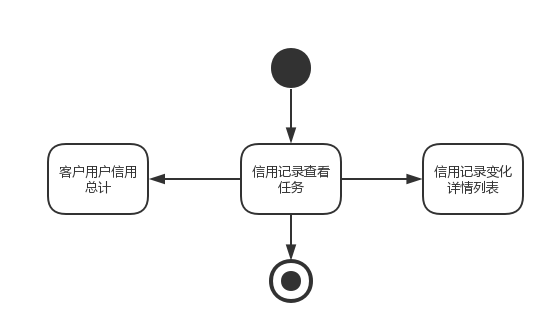 客户用户信用
总计
信用记录查看
任务
信用记录变化
详情列表